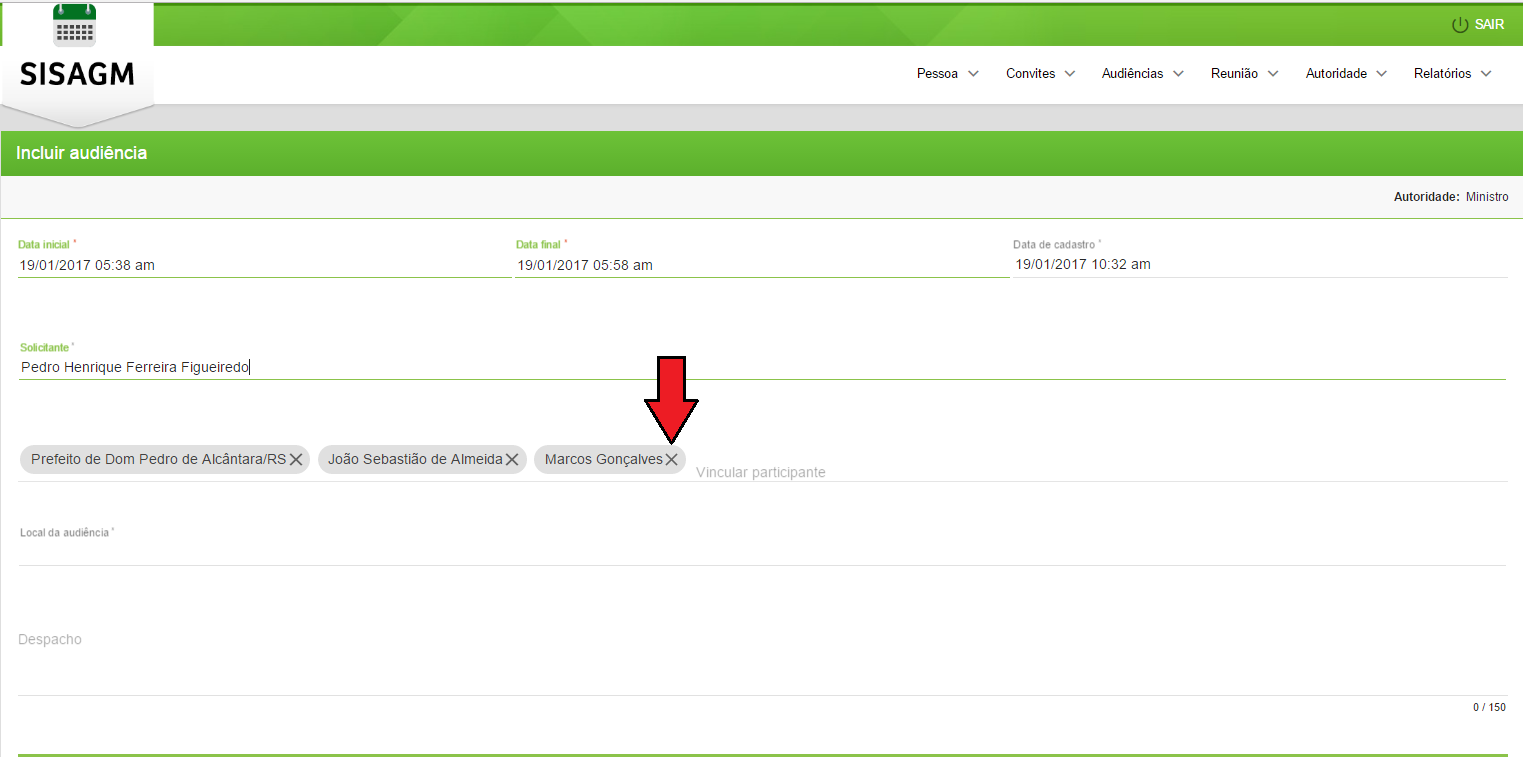 SAIR
SISAGM
Pessoa Convites Audiências Reunião Autoridade Relatórios
Incluir audiência
Autoridade: Ministro
Data inicial * Data final * Data de cadastro *
19/01/2017 05:38 am 19/01/2017 05:58 am 19/01/2017 10:32 am
Solicitante *
Pedro Henrique Ferreira Figueiredo
Prefeito de Dom Pedro de Alcântara/RS João Sebastião de Almeida Marcos Gonçalves Vincular participante
Local da audiência *
Despacho
0 / 150